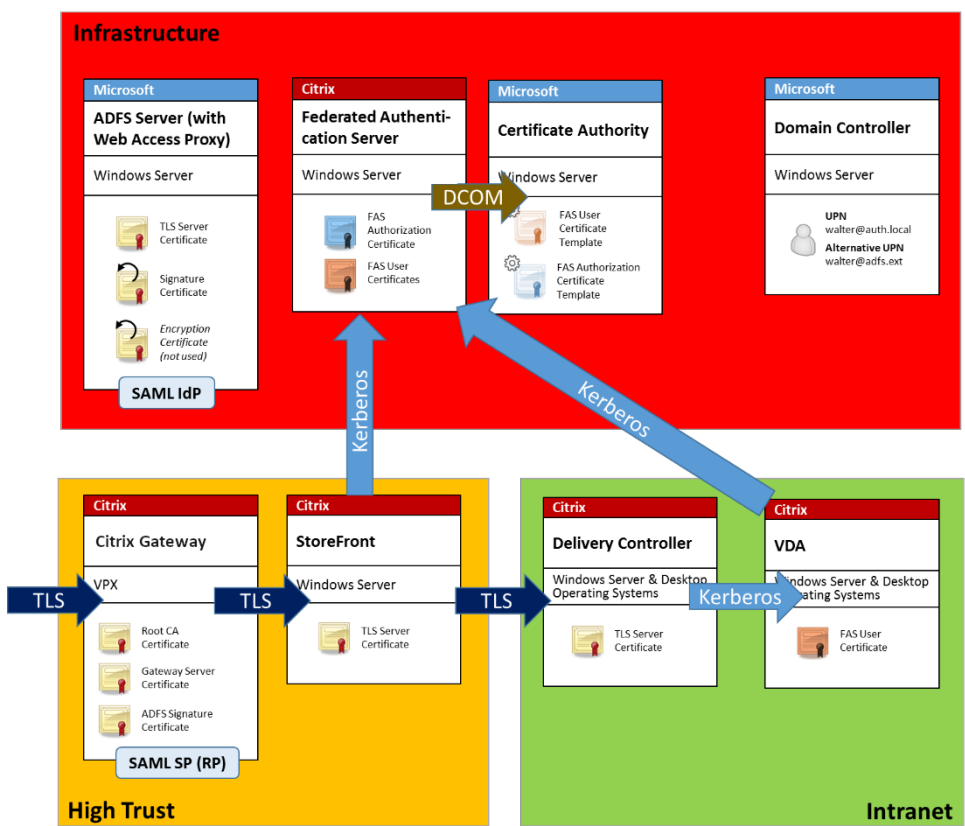 Infrastructure
Microsoft
ADFS Server (with
Web Access Proxy)
Windows Server
TLS Server
Certificate
Signature
Certificate
Encryption
Certificate
(not used)
SAML IdP
Citrix
Federated Authenti-
cation Server
Windows Server
FAS
Authorization
Certificate
FAS User
Certificates
DCOM
Microsoft
Certificate Authority
Windows Server
FAS User
Certificate
Template
FAS Authorization
Certificate
Template
Microsoft
Domain Controller
Windows Server
UPN
walter@auth.local
Alternative UPN
walter@adfs.ext
Kerberos
Kerberos
Citrix
Citrix Gateway
VPX
TLS
Root CA
Certificate
Gateway Server
Certificate
ADFS Signature
Certificate
SAML SP (RP)
TLS
Citrix
StoreFront
Windows Server
TLS Server
Certificate
High Trust
TLS
Citrix
Delivery Controller
Windows Server & Desktop
Operating Systems
TLS Server
Certificate
Kerberos
Citrix
VDA
Windows Server & Desktop
Operating Systems
FAS User
Certificate
Intranet